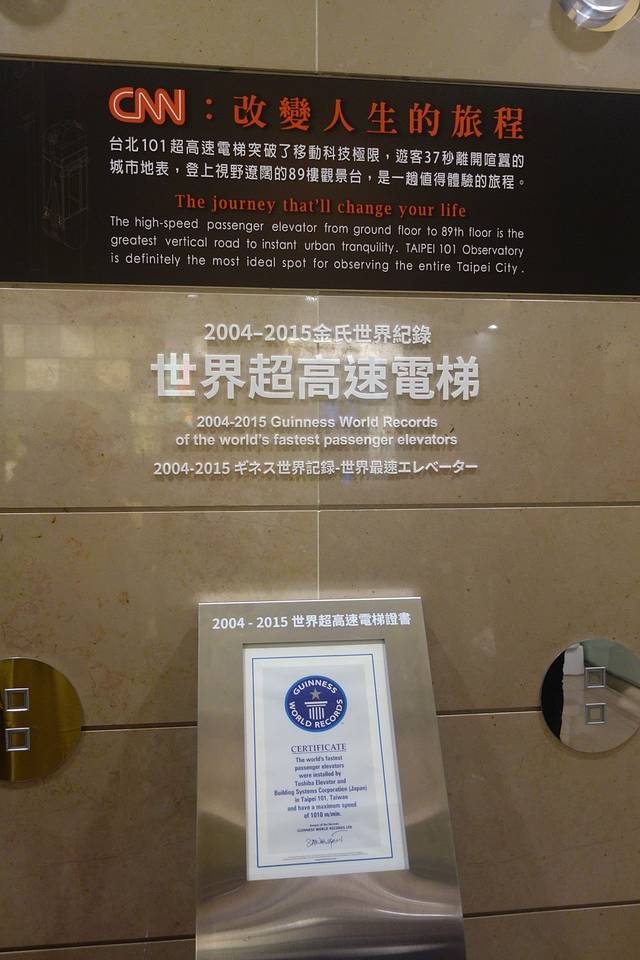 CNN：改變人生的旅程
台北101超高速電梯突破了移動科技極限，遊客37秒離開喧囂的
城市地表，登上視野遼闊的89樓觀景台，是一趟值得體驗的旅程。
The journey that'll change your life
The high-speed passenger elevator from ground floor to 89th floor is the
greatest vertical road to instant urban tranquility. TAIPEI 101 Observatory
is definitely the most ideal spot for observing the entire Taipei City.
2004-2015金氏世界紀錄
世界超高速電梯
2004-2015 Guinness World Records
of the world's fastest passenger elevators
2004-2015 ギネス世界記録-世界最速エレベーター
2004 - 2015 世界超高速電梯證書
GUINNESS
WORLD RECORDS
CERTIFICATE
The world's fastest
passenger elevators
were installed by
Toshiba Elevator and
Building Systems Corporation (Japan)
in Taipei 101, Taiwan
and have a maximum speed
of 1010 m/min.
GUINNESS WORLD RECORDS LTD